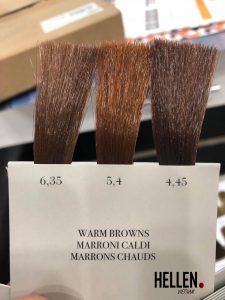 6,35 5,4 4,45
WARM BROWNS
MARRONI CALDI
MARRONS CHAUDS
HELLEN.